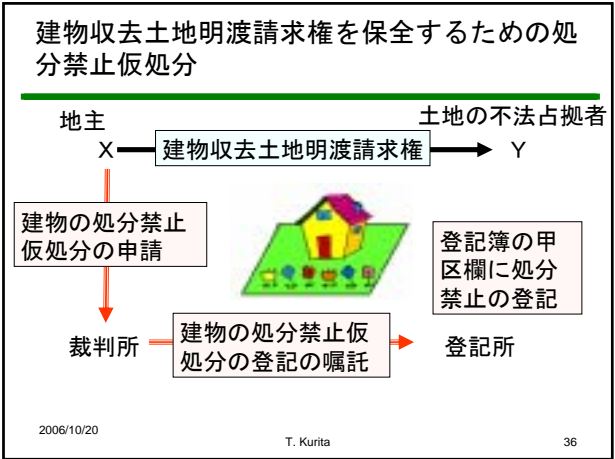 建物収去土地明渡請求権を保全するための処
分禁止仮処分
地主
土地の不法占拠者
X
建物収去土地明渡請求権
Y
建物の処分禁止
仮処分の申請
登記簿の甲
区欄に処分
禁止の登記
裁判所
建物の処分禁止仮
処分の登記の嘱託
登記所
2006/10/20
T. Kurita
36